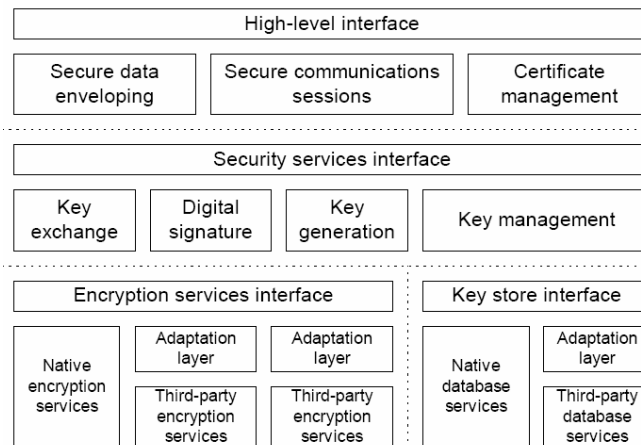 High-level interface
Secure data
enveloping
Secure communications
sessions
Certificate
management
Security services interface
Key
exchange
Digital
signature
Key
generation
Key management
Encryption services interface
Key store interface
Native
encryption
services
Adaptation
layer
Adaptation
layer
Native
database
services
Adaptation
layer
Third-party
encryption
services
Third-party
encryption
services
Third-party
database
services